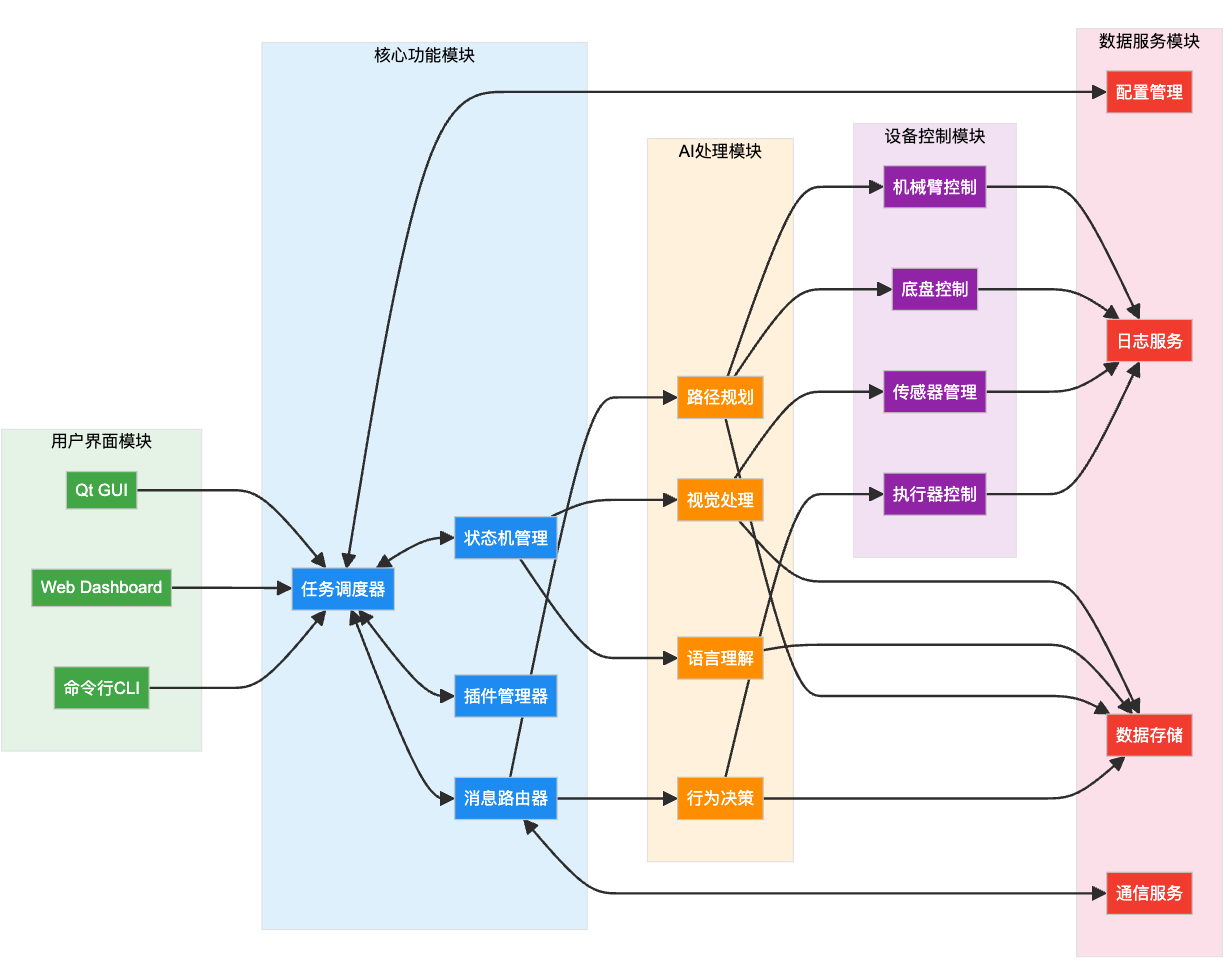 用户界面模块
Qt GUI
Web Dashboard
命令行CLI
核心功能模块
任务调度器
状态机管理
插件管理器
消息路由器
AI处理模块
路径规划
视觉处理
语言理解
行为决策
设备控制模块
机械臂控制
底盘控制
传感器管理
执行器控制
数据服务模块
配置管理
日志服务
数据存储
通信服务